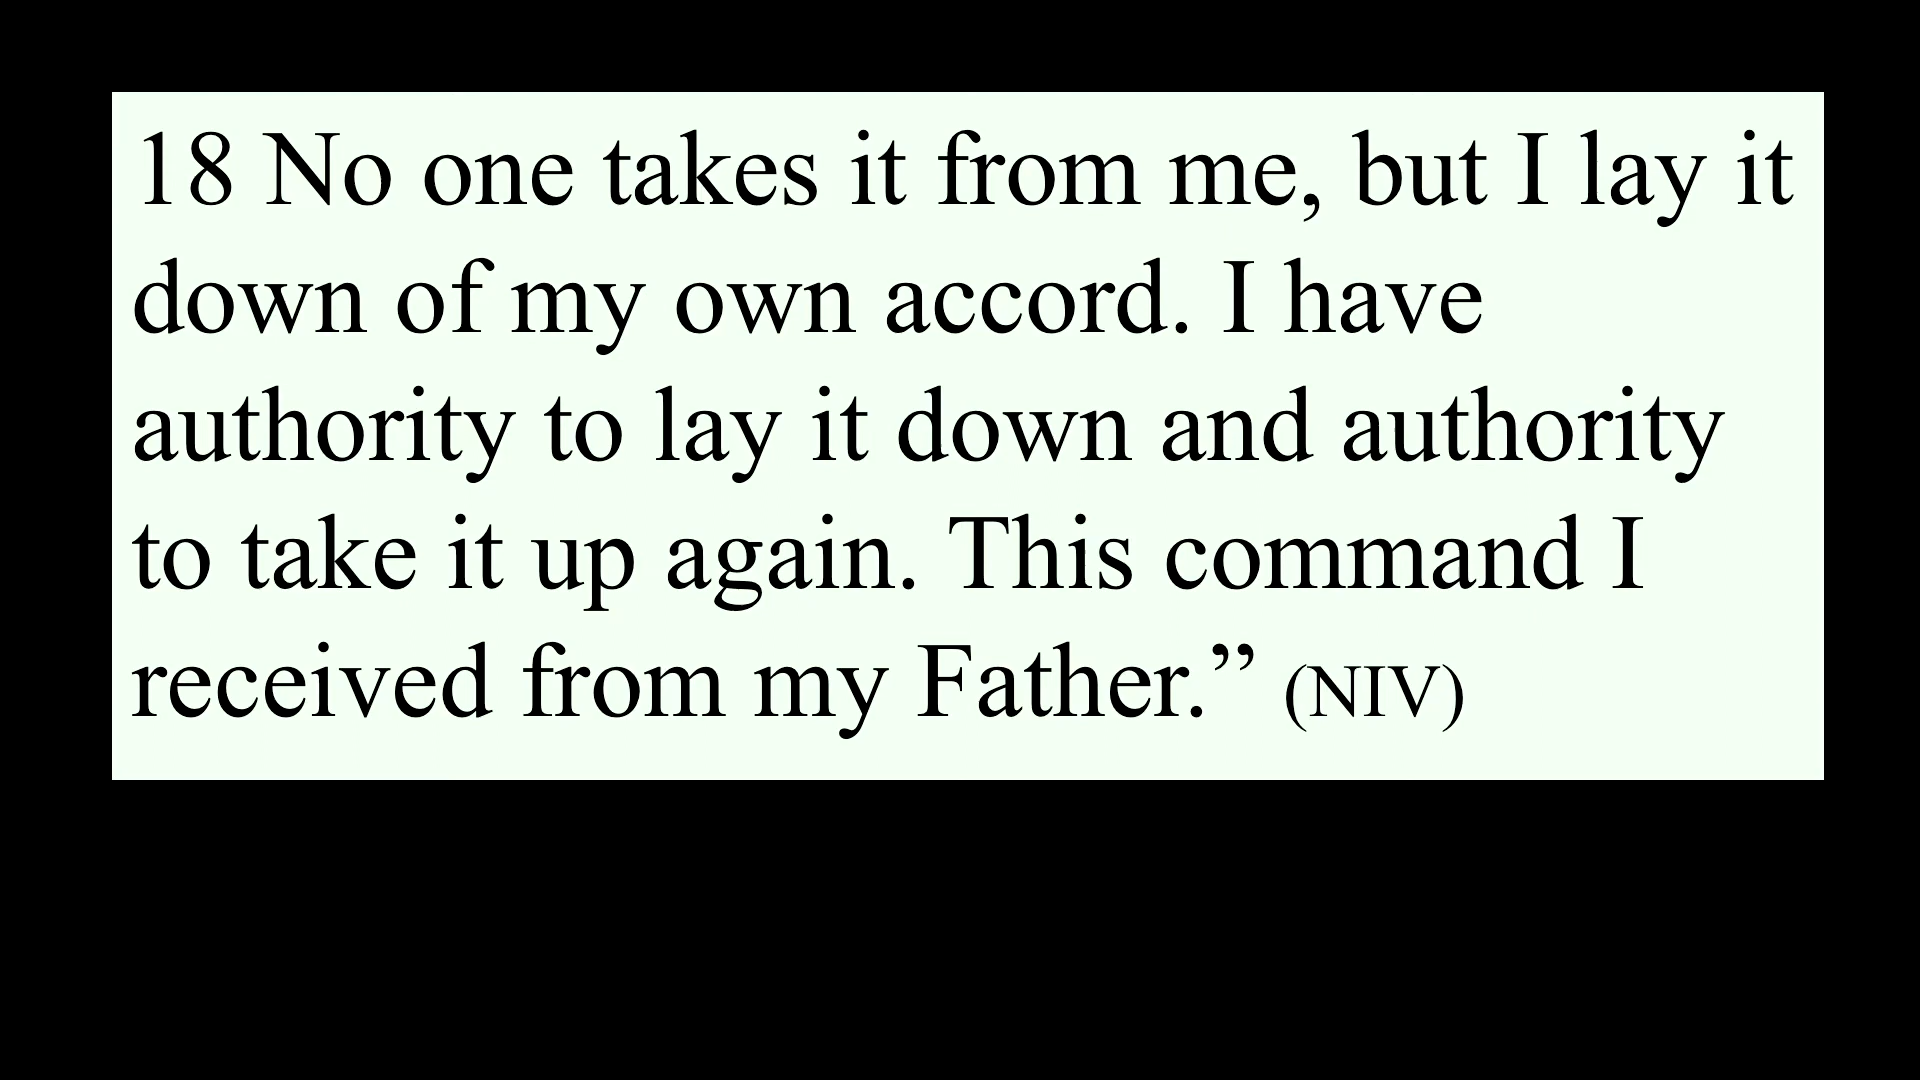 18 No one takes it from me, but I lay it
down of my own accord. I have
authority to lay it down and authority
to take it up again. This command I
received from my Father.” (NIV)